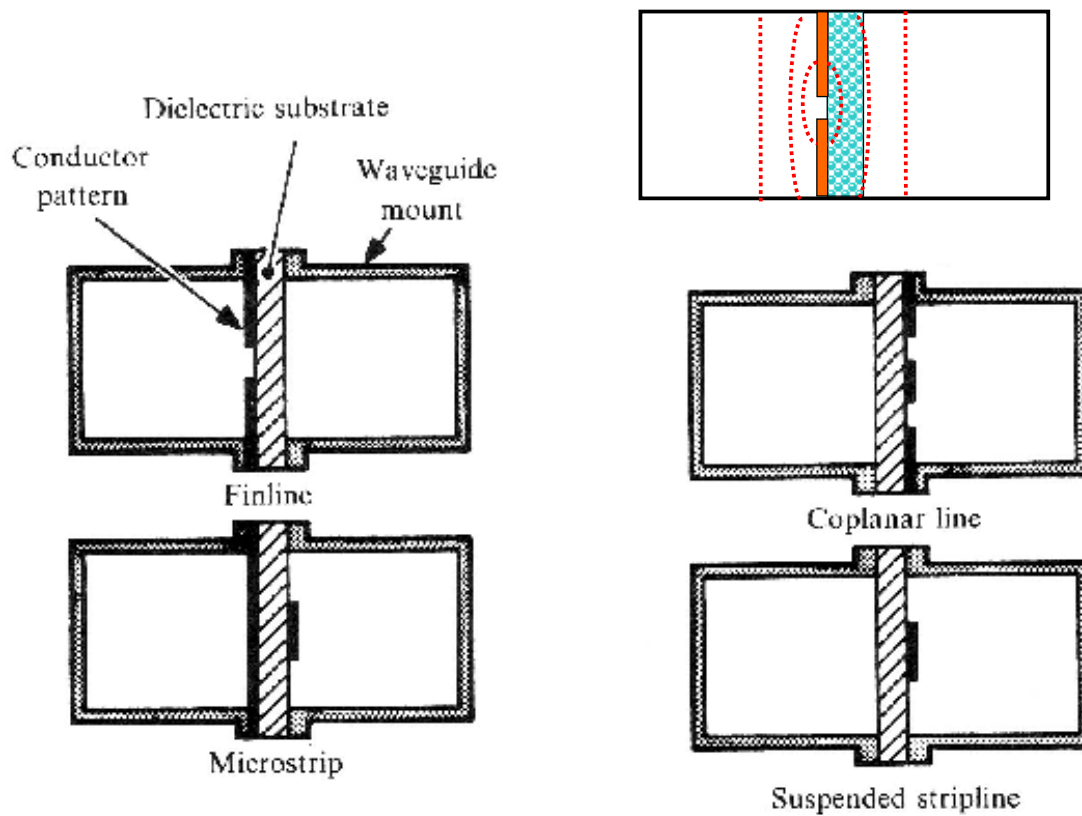 Dielectric substrate
Conductor
pattern
Waveguide
mount
Finline
Coplanar line
Microstrip
Suspended stripline